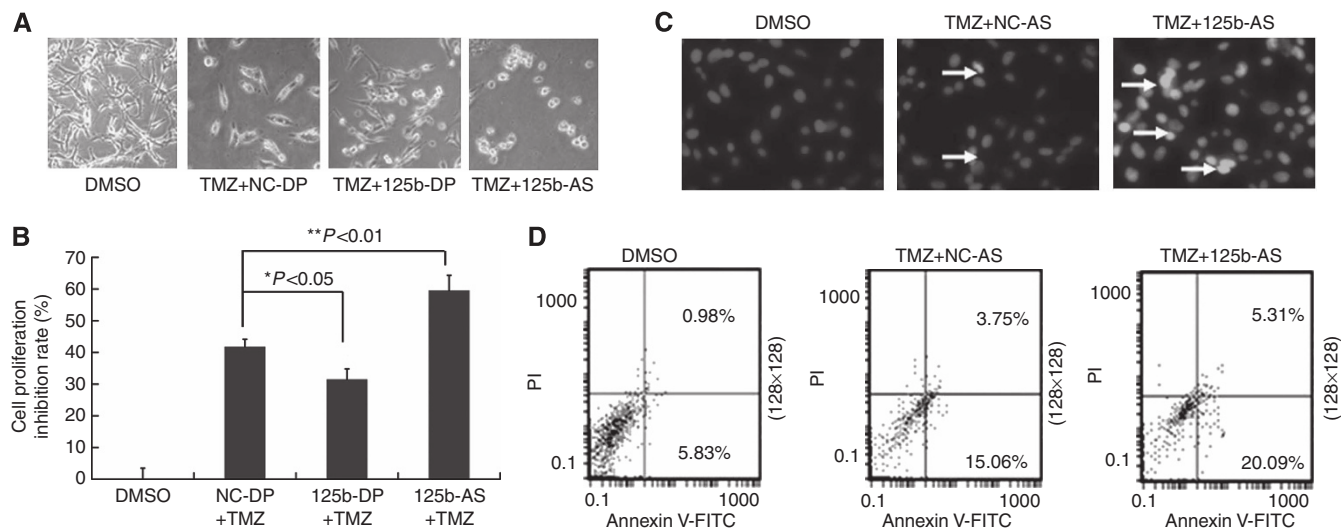 A
DMSO
TMZ+NC-DP
TMZ+125b-DP
TMZ+125b-AS
B
**P<0.01
*P<0.05
Cell proliferation
inhibition rate (%)
70
60
50
40
30
20
10
0
DMSO
NC-DP
+TMZ
125b-DP
+TMZ
125b-AS
+TMZ
C
DMSO
TMZ+NC-AS
TMZ+125b-AS
D
DMSO
1000
PI
0.1
0.98%
5.83%
(128×128)
0.1
1000
Annexin V-FITC
TMZ+NC-AS
1000
PI
0.1
3.75%
15.06%
(128×128)
0.1
1000
Annexin V-FITC
TMZ+125b-AS
1000
PI
0.1
5.31%
20.09%
(128×128)
0.1
1000
Annexin V-FITC